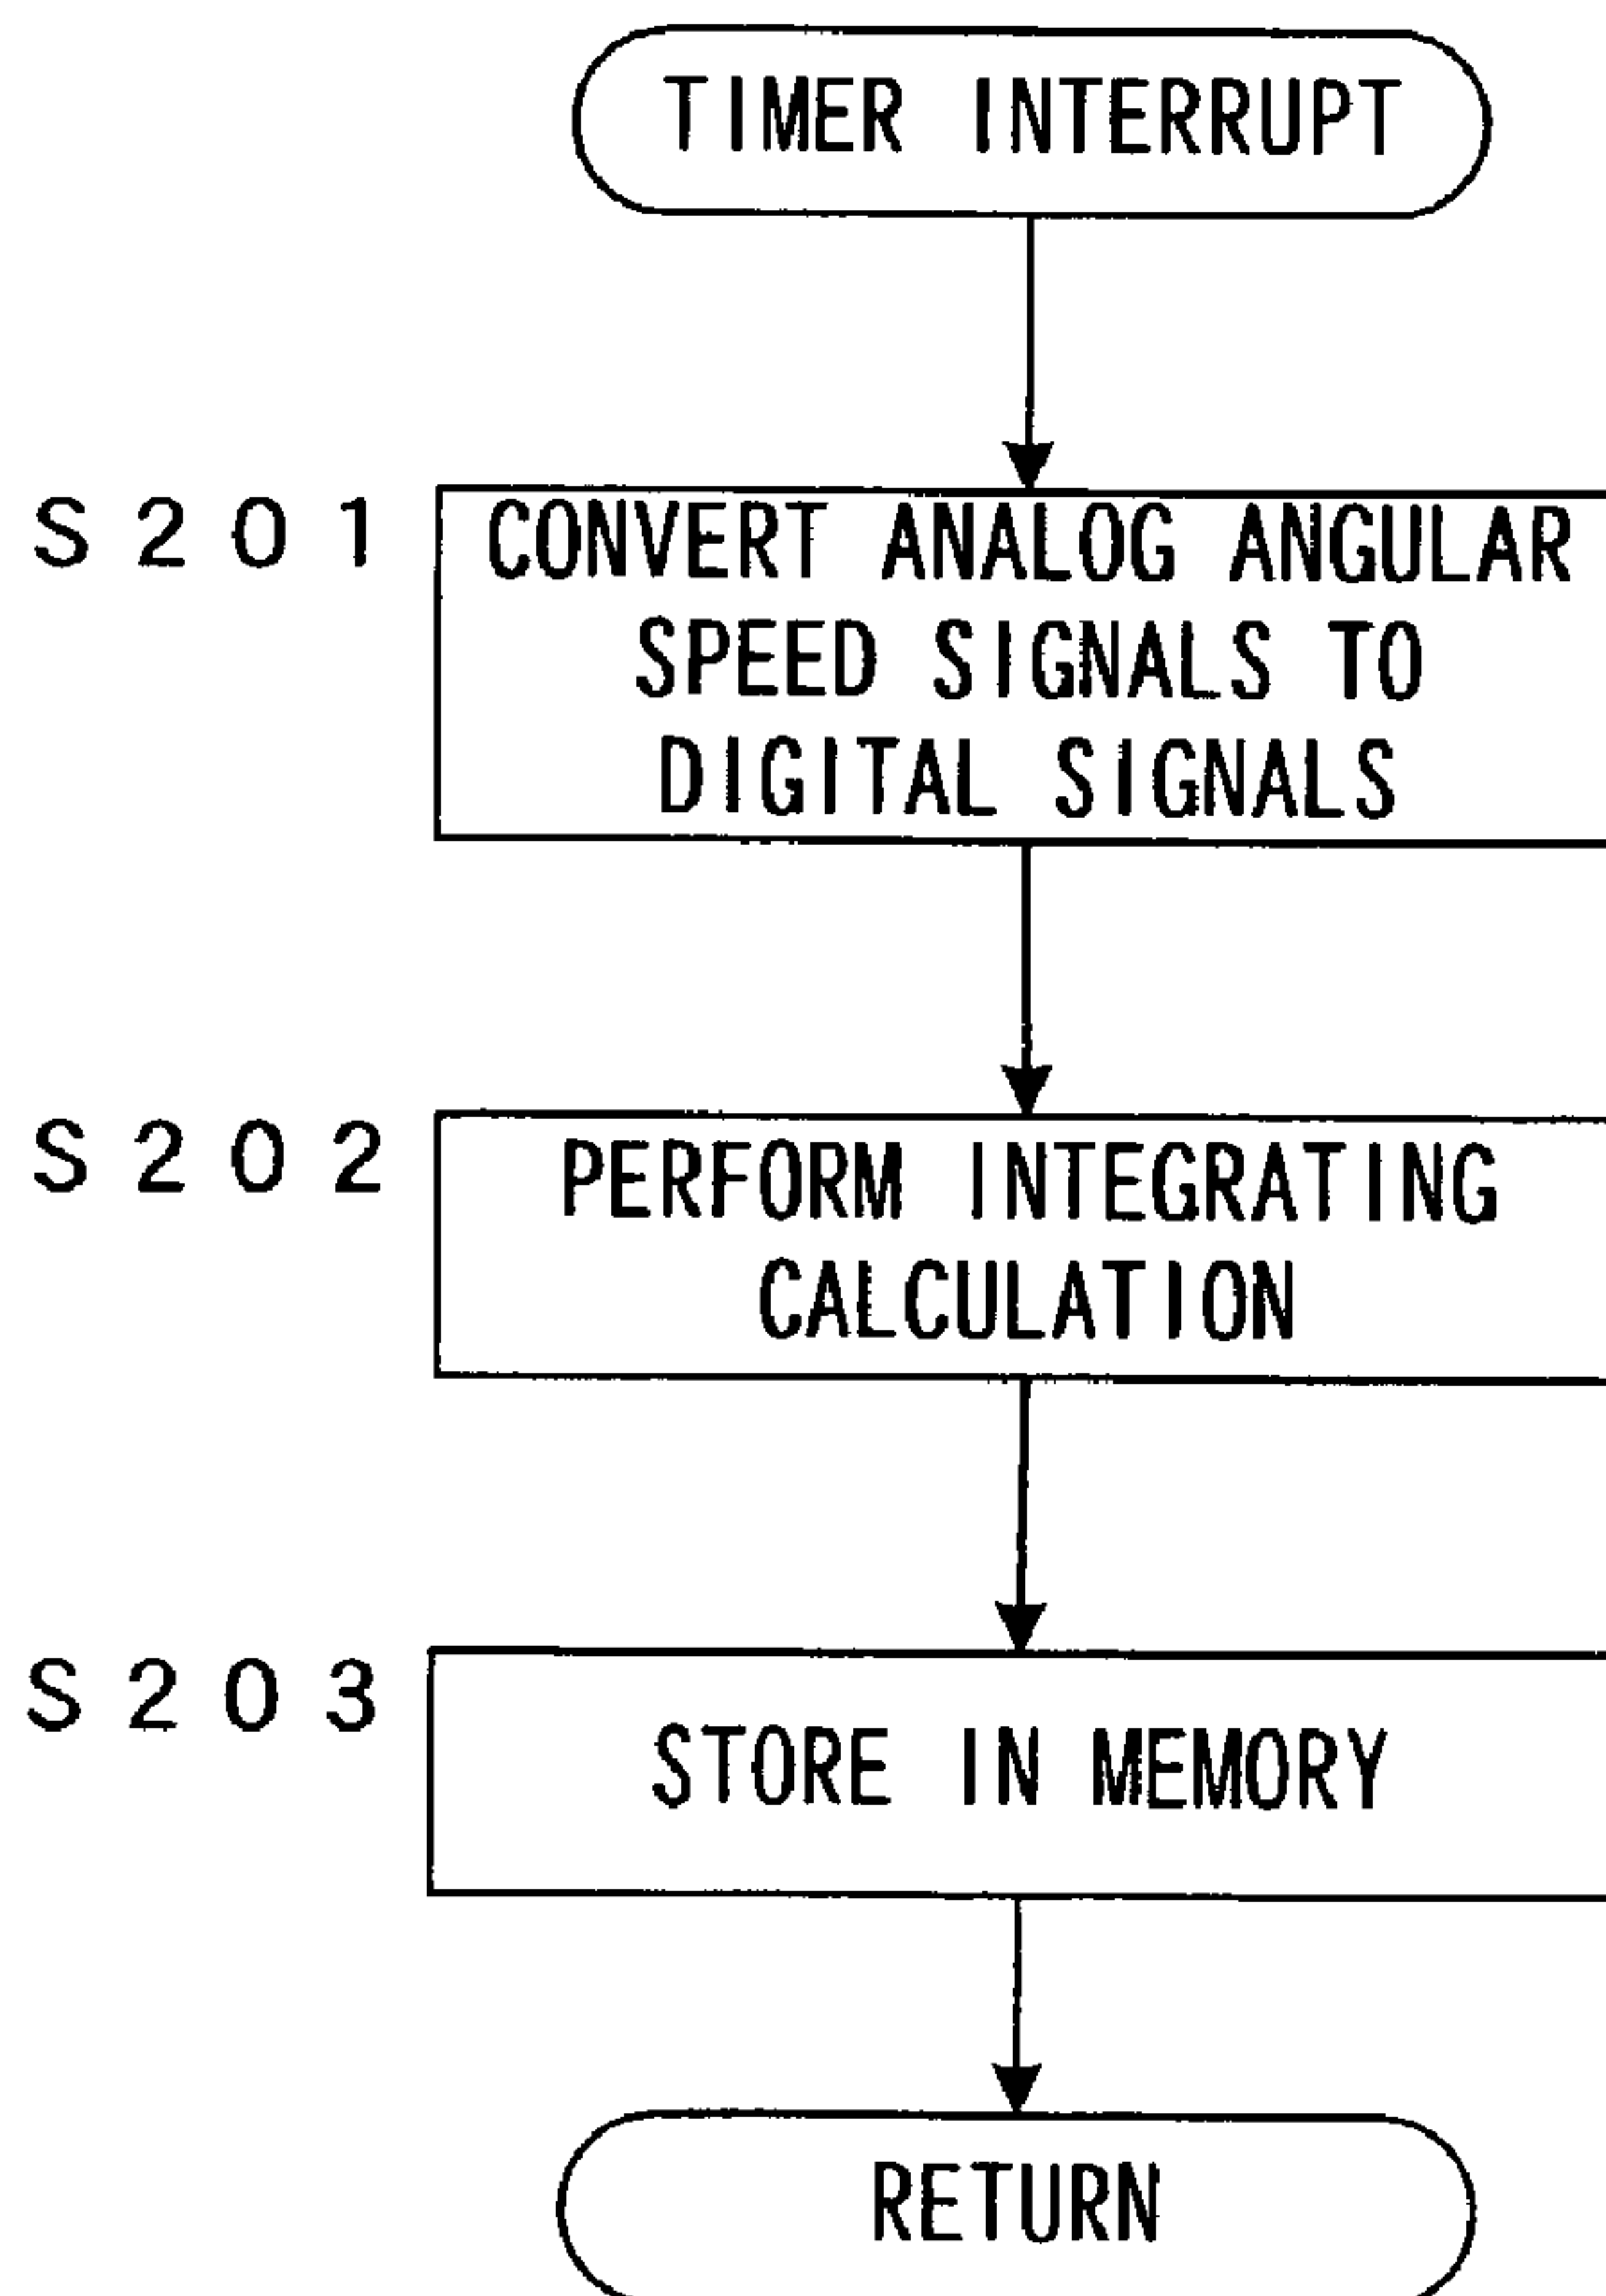 TIMER INTERRUPT
S201
CONVERT ANALOG ANGULAR
SPEED SIGNALS TO
DIGITAL SIGNALS
S202
PERFORM INTEGRATING
CALCULATION
S203
STORE IN MEMORY
RETURN